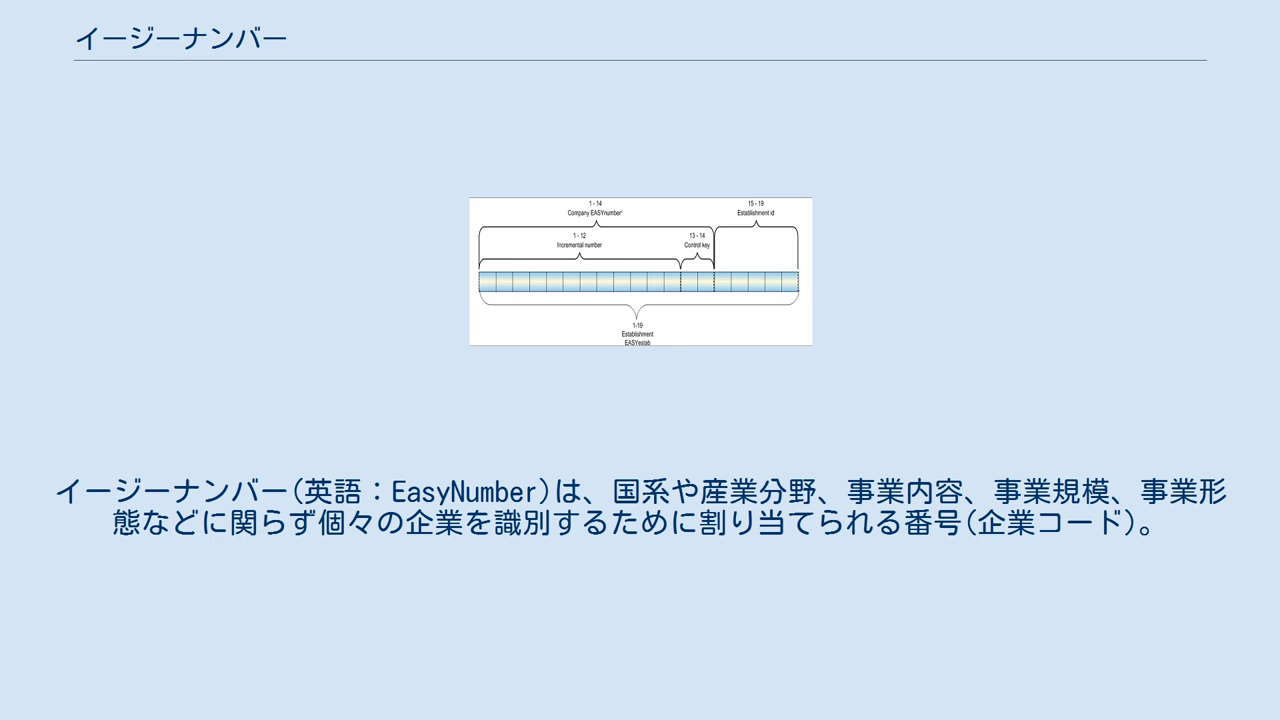 イージーナンバー
1 - 14
Company EASYnumber'
15 - 19
Establishment id
1 - 12
Incremental number
13 - 14
Control key
1-19
Establishment
EASYestab
イージーナンバー(英語：EasyNumber)は、国系や産業分野、事業内容、事業規模、事業形
態などに関らず個々の企業を識別するために割り当てられる番号(企業コード)。